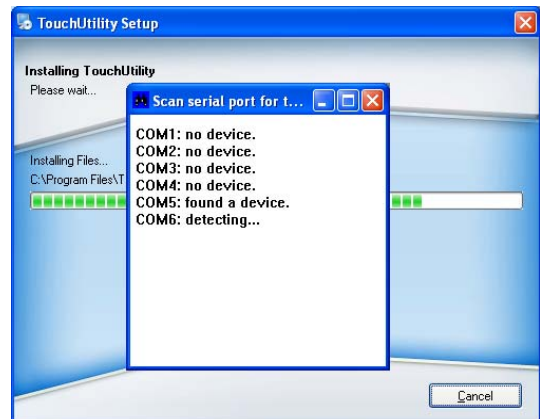 TouchUtility Setup
Installing TouchUtility
Please wait...
Scan serial port for t...
COM1: no device.
COM2: no device.
COM3: no device.
COM4: no device.
COM5: found a device.
COM6: detecting...
Installing Files...
C:\Program Files\T
Cancel